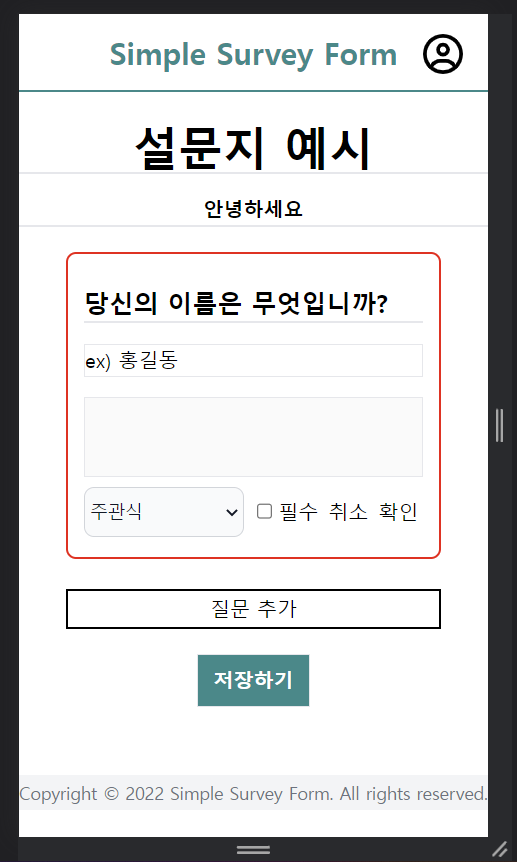 Simple Survey Form
설문지 예시
안녕하세요
당신의 이름은 무엇입니까?
ex) 홍길동
주관식 필수 취소 확인
질문 추가
저장하기
Copyright © 2022 Simple Survey Form. All rights reserved.